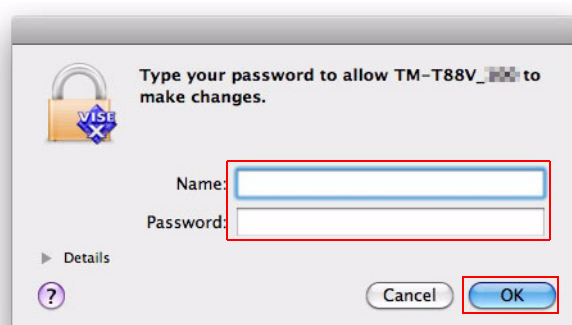 Type your password to allow TM-T88V_ to
make changes.
VISE
X
Name:
Password:
Details
?
Cancel
OK